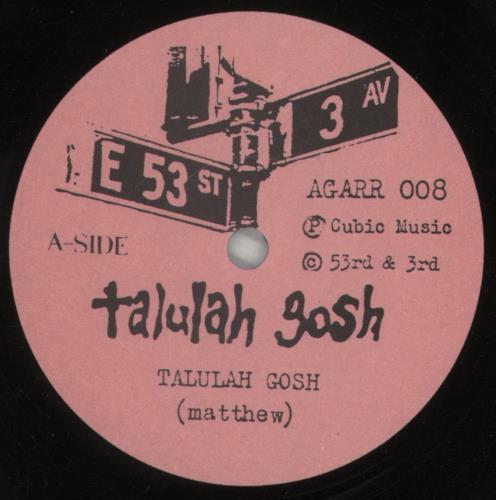 3 AV
E 53 ST
AGARR 008
Ⓟ Cubic Music
A-SIDE
© 53rd & 3rd
talulah gosh
TALULAH GOSH
(matthew)